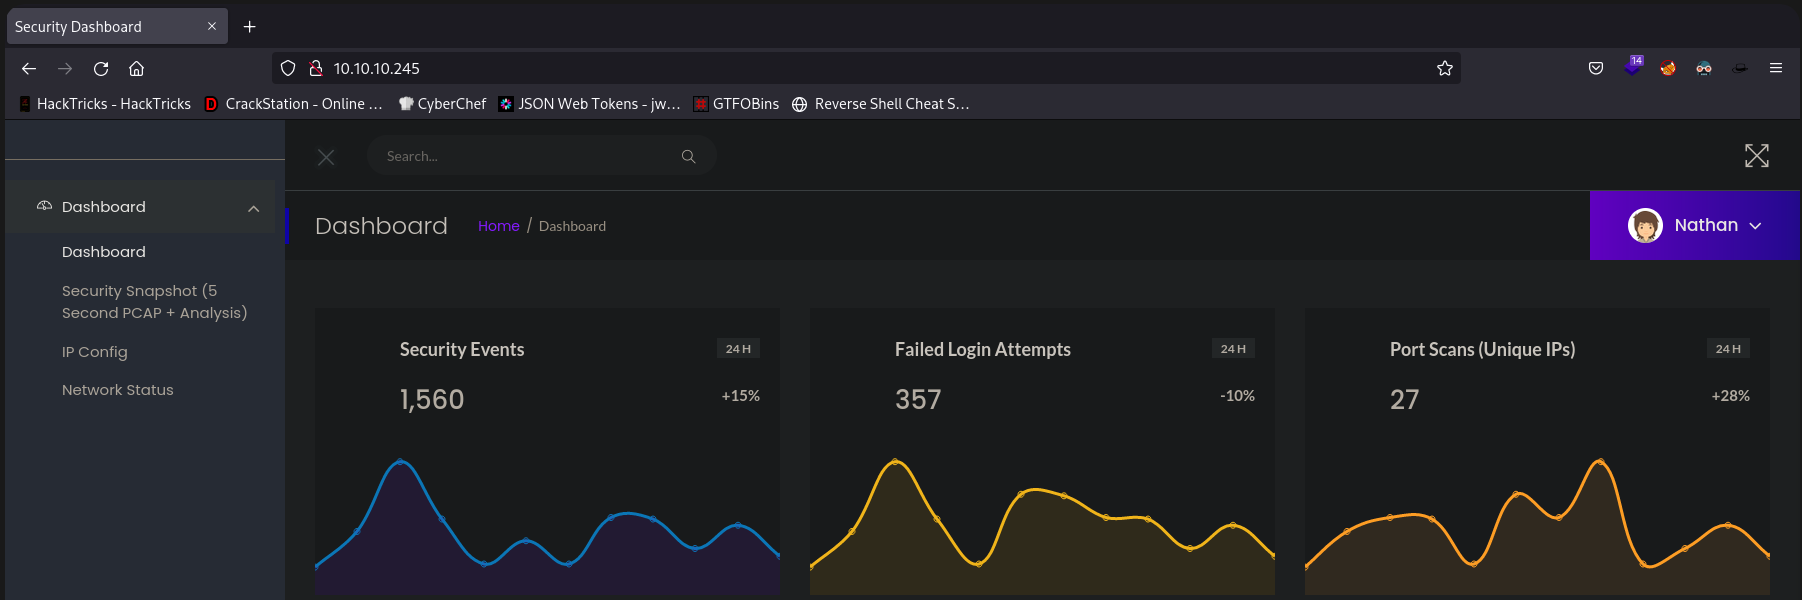 Security Dashboard
10.10.10.245
14
HackTricks - HackTricks CrackStation - Online ... CyberChef JSON Web Tokens - jw... GTFOBins Reverse Shell Cheat S...
Search...
Dashboard
Dashboard
Security Snapshot (5
Second PCAP + Analysis)
IP Config
Network Status
Dashboard Home / Dashboard
Nathan
Security Events 24 H
1,560 +15%
Failed Login Attempts 24 H
357 -10%
Port Scans (Unique IPs) 24 H
27 +28%